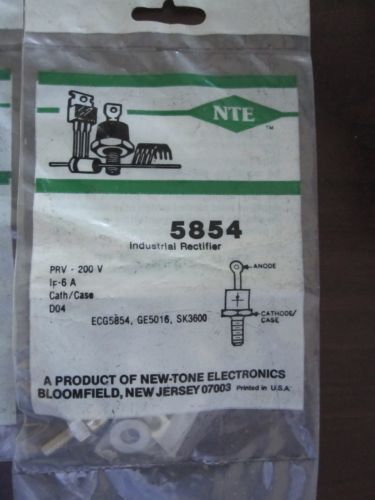 NTE
TM
5854
Industrial Rectifier
PRV - 200 V
IF-6 A
Cath/Case
DO4
ANODE
CATHODE/
CASE
ECG5854, GE5016, SK3600
A PRODUCT OF NEW-TONE ELECTRONICS
BLOOMFIELD, NEW JERSEY 07003 Printed in U.S.A.